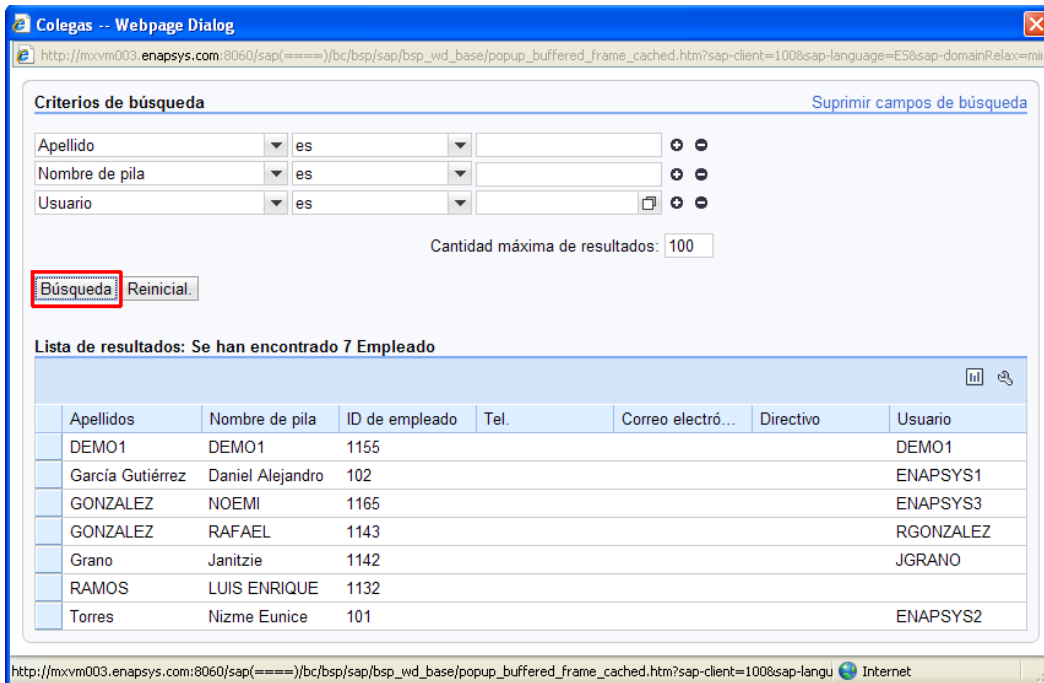 Colegas -- Webpage Dialog
http://mxvm003.enapsys.com:8060/sap(====)/bc/bsp/sap/bsp_wd_base/popup_buffered_frame_cached.htm?sap-client=100&sap-language=ES&sap-domainRelax=min
Criterios de búsqueda Suprimir campos de búsqueda
Apellido es
Nombre de pila es
Usuario es
Cantidad máxima de resultados: 100
Búsqueda Reinicial.
Lista de resultados: Se han encontrado 7 Empleado
Apellidos Nombre de pila ID de empleado Tel. Correo electró... Directivo Usuario
DEMO1 DEMO1 1155 DEMO1
García Gutiérrez Daniel Alejandro 102 ENAPSYS1
GONZALEZ NOEMI 1165 ENAPSYS3
GONZALEZ RAFAEL 1143 RGONZALEZ
Grano Janitzie 1142 JGRANO
RAMOS LUIS ENRIQUE 1132
Torres Nizme Eunice 101 ENAPSYS2
http://mxvm003.enapsys.com:8060/sap(====)/bc/bsp/sap/bsp_wd_base/popup_buffered_frame_cached.htm?sap-client=100&sap-langu Internet